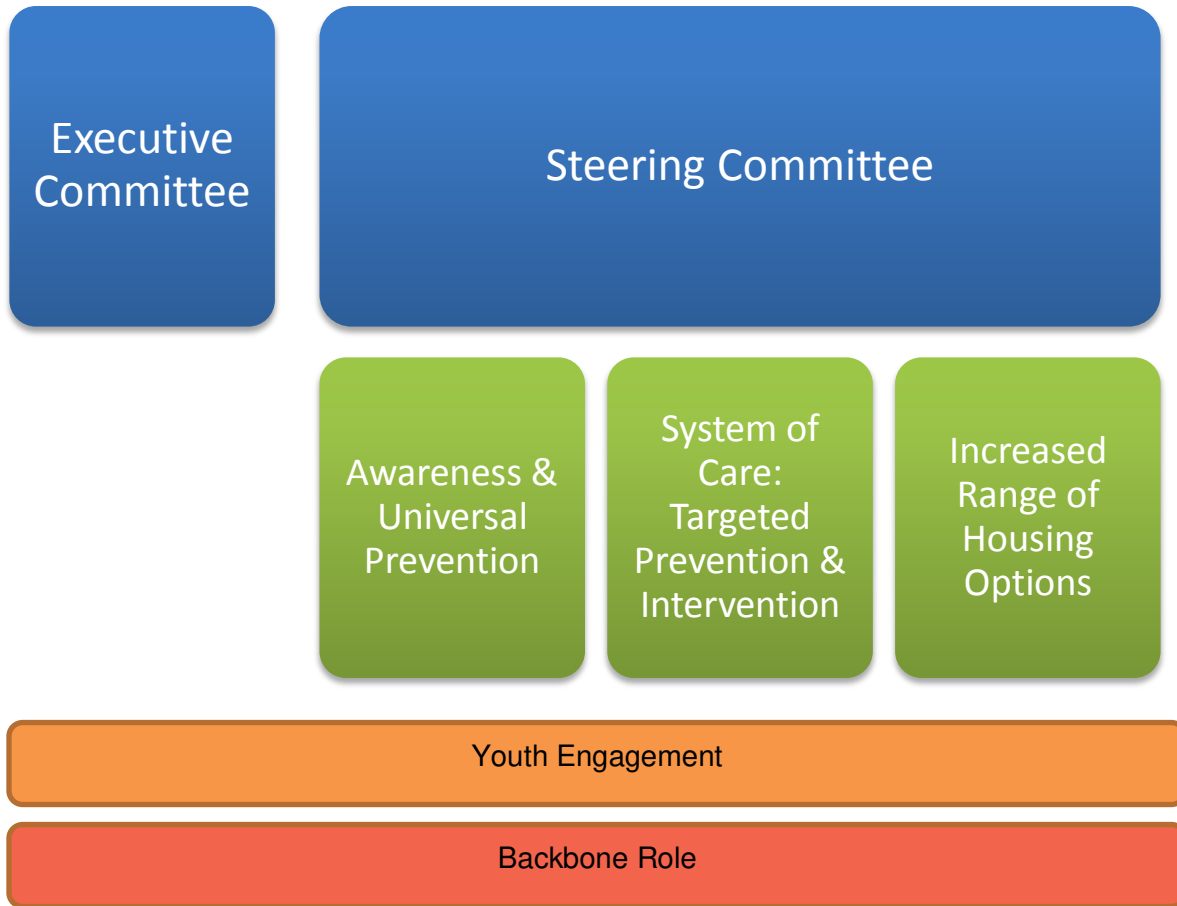 Executive
Committee
Steering Committee
Awareness &
Universal
Prevention
System of
Care:
Targeted
Prevention &
Intervention
Increased
Range of
Housing
Options
Youth Engagement
Backbone Role